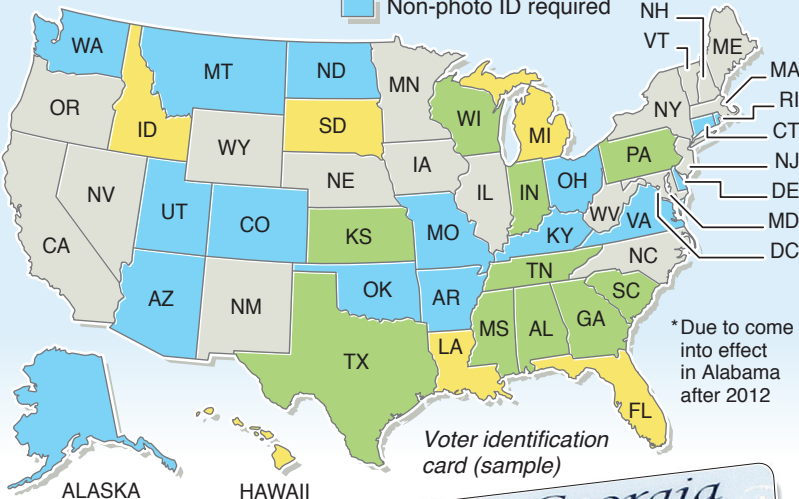 Non-photo ID required
NH
VT
ME
WA
MT
ND
MN
MA
OR
ID
SD
WI
MI
NY
RI
WY
CT
IA
PA
NJ
NE
NV
IL
IN
OH
DE
UT
CO
WV
VA
MD
CA
KS
MO
KY
DC
NC
TN
AZ
NM
OK
AR
SC
MS
AL
GA
*Due to come
into effect
in Alabama
after 2012
LA
TX
FL
Voter identification
card (sample)
ALASKA
HAWAII
Georgia